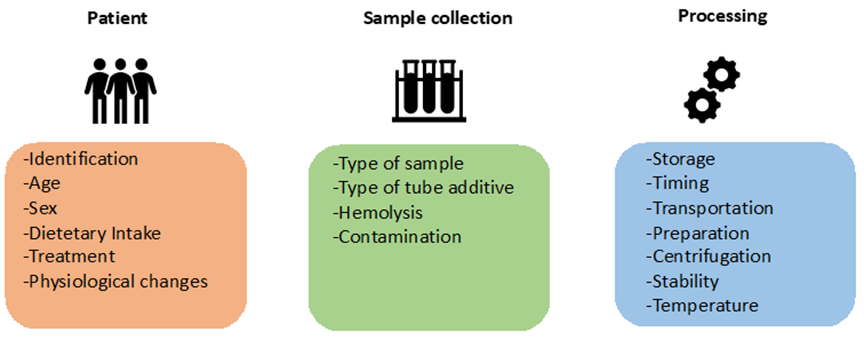 Patient
-Identification
-Age
-Sex
-Dietetary Intake
-Treatment
-Physiological changes
Sample collection
-Type of sample
-Type of tube additive
-Hemolysis
-Contamination
Processing
-Storage
-Timing
-Transportation
-Preparation
-Centrifugation
-Stability
-Temperature